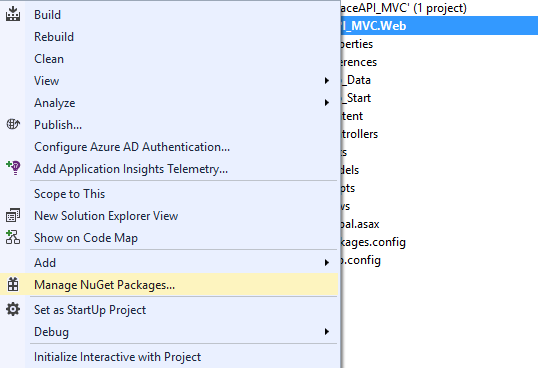 Build
Rebuild
Clean
View
Analyze
Publish...
Configure Azure AD Authentication...
Add Application Insights Telemetry...
Scope to This
New Solution Explorer View
Show on Code Map
Add
Manage NuGet Packages...
Set as StartUp Project
Debug
Initialize Interactive with Project
aceAPI_MVC' (1 project)
I_MVC.Web
perties
erences
_Data
_Start
tent
trollers
s
dels
pts
ws
bal.asax
kages.config
b.config